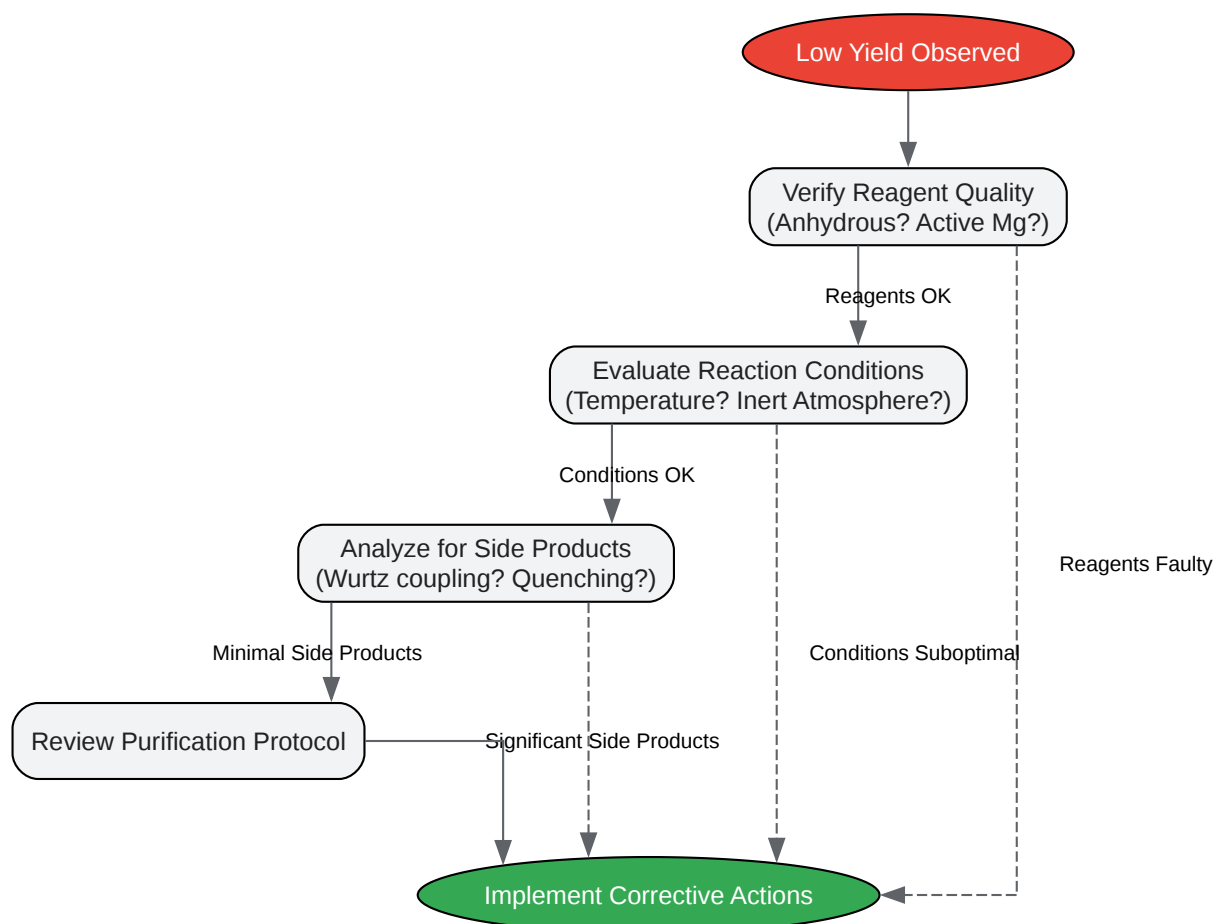 Low Yield Observed
Verify Reagent Quality
(Anhydrous? Active Mg?)
Reagents OK
Evaluate Reaction Conditions
(Temperature? Inert Atmosphere?)
Conditions OK
Analyze for Side Products
(Wurtz coupling? Quenching?)
Reagents Faulty
Minimal Side Products
Conditions Suboptimal
Review Purification Protocol
Significant Side Products
Implement Corrective Actions